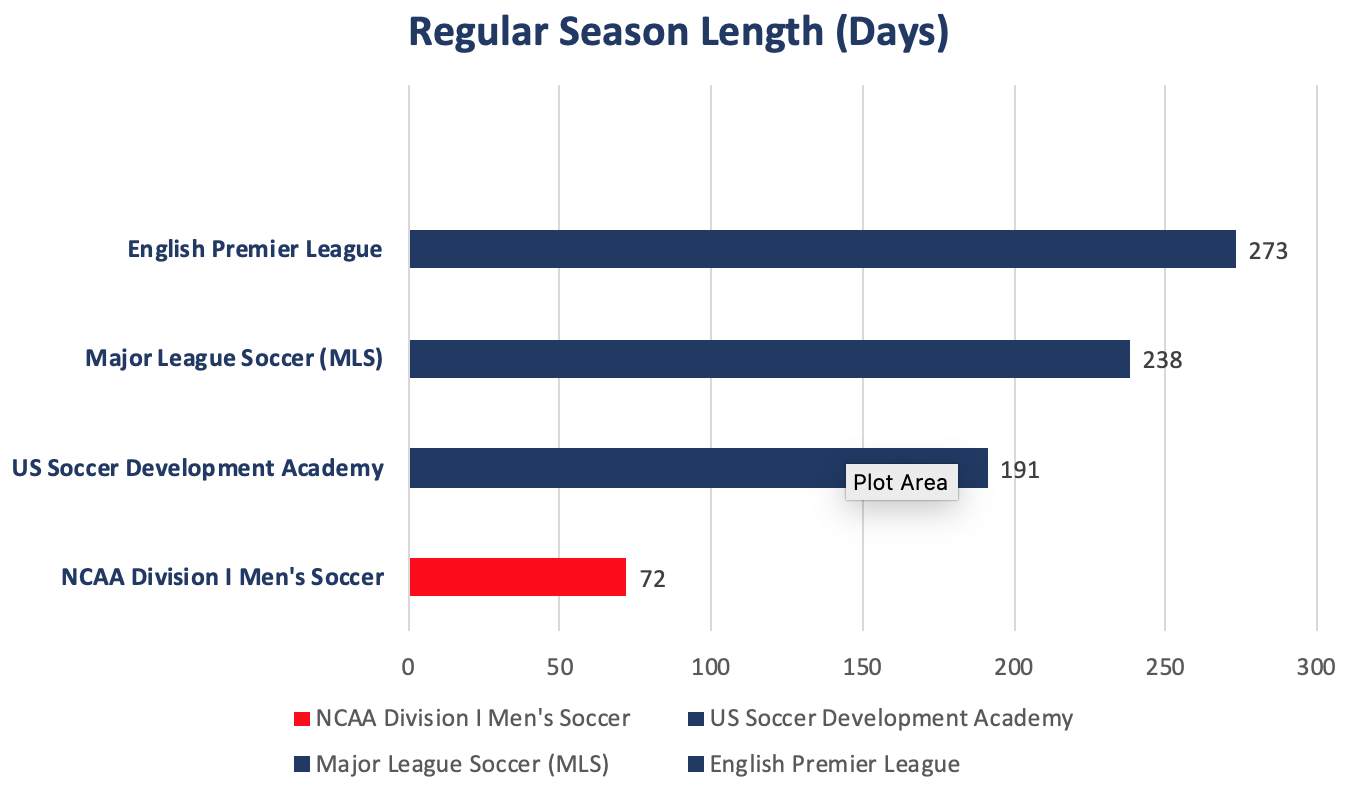 Regular Season Length (Days)
English Premier League
273
Major League Soccer (MLS)
238
US Soccer Development Academy
191
Plot Area
NCAA Division I Men's Soccer
72
0 50 100 150 200 250 300
NCAA Division I Men's Soccer
US Soccer Development Academy
Major League Soccer (MLS)
English Premier League